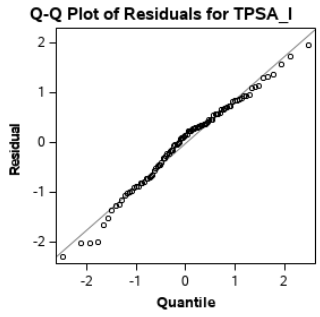 Q-Q Plot of Residuals for TPSA_I
2
1
0
-1
-2
Residual
-2 -1 0 1 2
Quantile